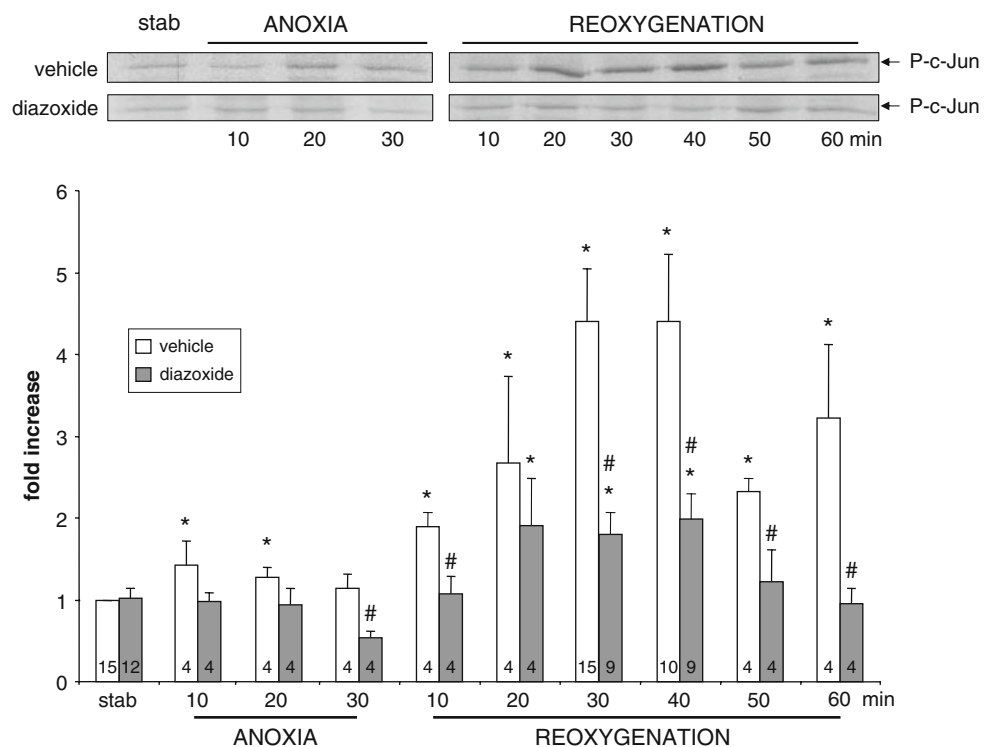 stab ANOXIA REOXYGENATION
vehicle P-c-Jun
diazoxide P-c-Jun
10 20 30 10 20 30 40 50 60 min
6
5
4
3
2
1
0
fold increase
vehicle
diazoxide
* * * * * * * * * * *
# # # # # #
15 12 4 4 4 4 4 4 4 4 4 4 15 9 10 9 4 4 4 4
stab 10 20 30 10 20 30 40 50 60 min
ANOXIA REOXYGENATION